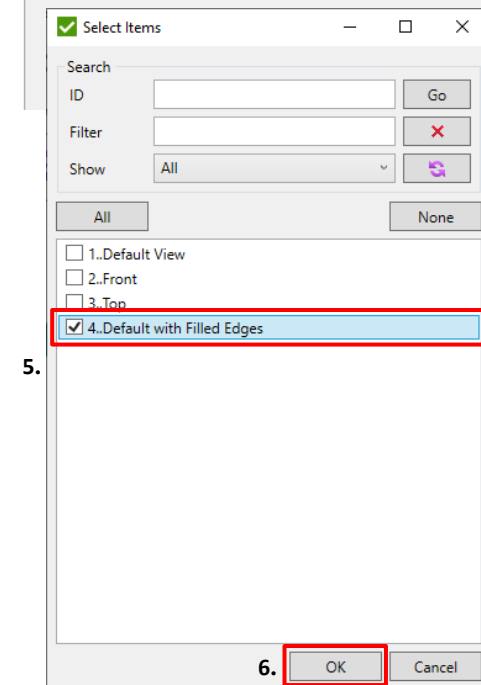 Select Items
Search
ID
Go
Filter
Show All
All None
1..Default View
2..Front
3..Top
4..Default with Filled Edges
5.
6. OK Cancel